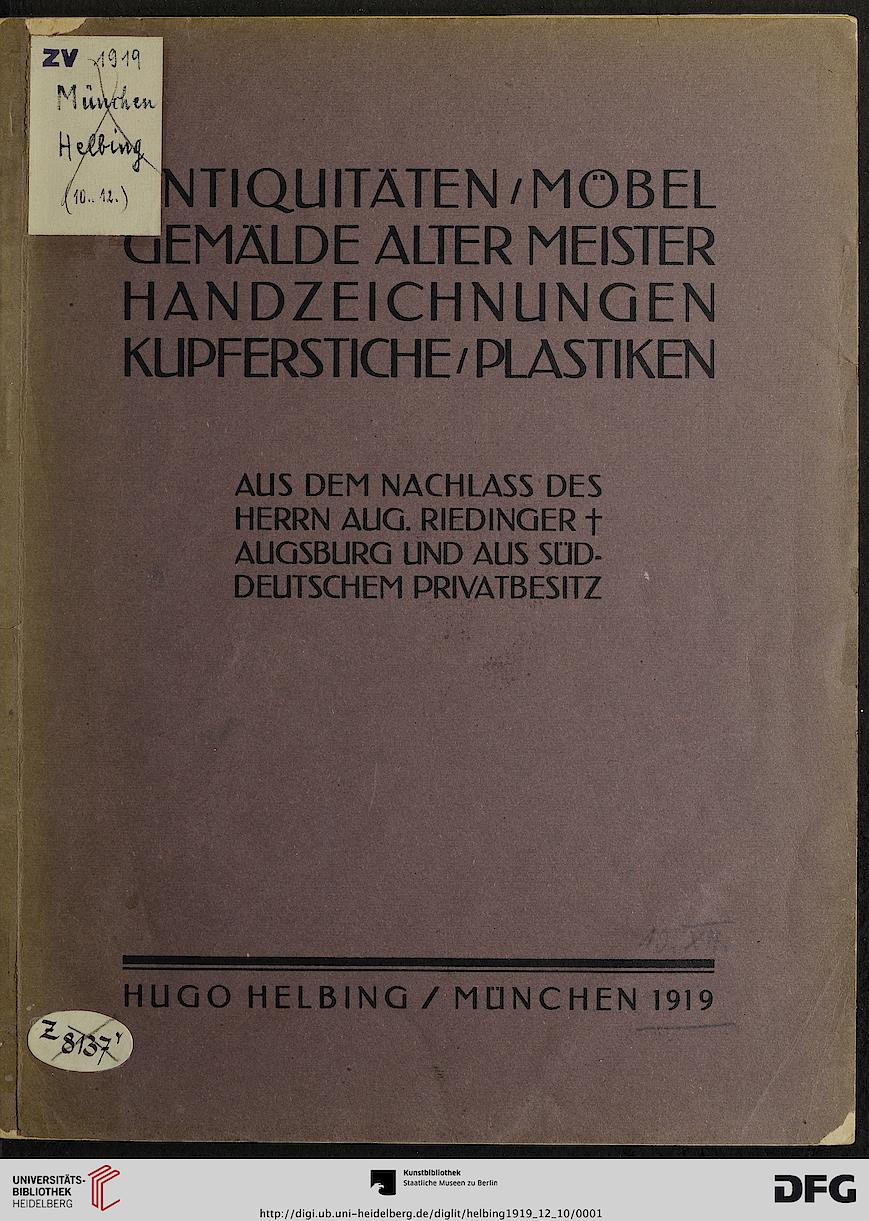 ZV 1919
München
Helbing
(10. 12.)
NTIQUITÄTEN / MÖBEL
GEMÄLDE ALTER MEISTER
HANDZEICHNUNGEN
KUPFERSTICHE / PLASTIKEN
AUS DEM NACHLASS DES
HERRN AUG. RIEDINGER †
AUGSBURG UND AUS SÜD-
DEUTSCHEM PRIVATBESITZ
10. XII.
HUGO HELBING / MÜNCHEN 1919
Z 8137
UNIVERSITÄTS-
BIBLIOTHEK
HEIDELBERG
Kunstbibliothek
Staatliche Museen zu Berlin
DFG
http://digi.ub.uni-heidelberg.de/diglit/helbing1919_12_10/0001